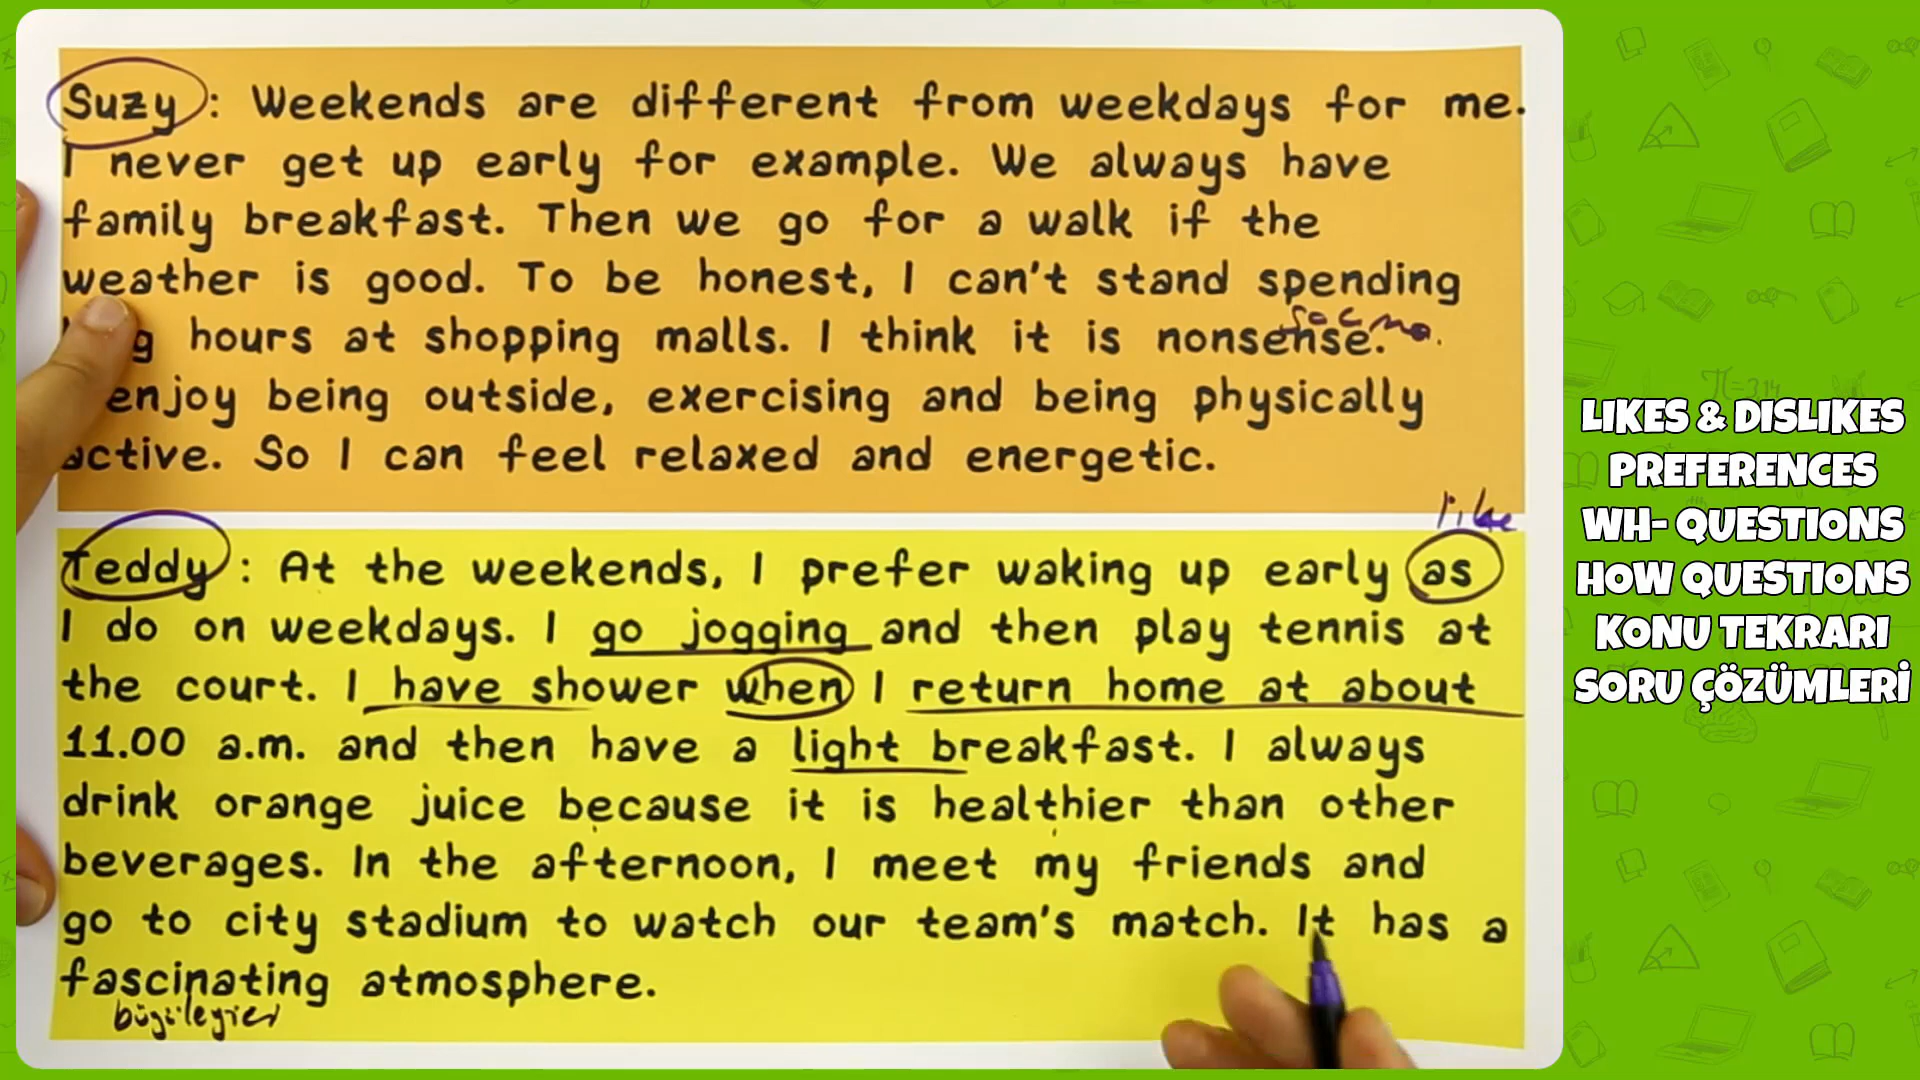 Suzy : Weekends are different from weekdays for me.
I never get up early for example. We always have
family breakfast. Then we go for a walk if the
weather is good. To be honest, I can't stand spending
hours at shopping malls. I think it is nonsense.
saçma.
enjoy being outside, exercising and being physically
active. So I can feel relaxed and energetic.
like
Teddy : At the weekends, I prefer waking up early as
I do on weekdays. I go jogging and then play tennis at
the court. I have shower when I return home at about
11.00 a.m. and then have a light breakfast. I always
drink orange juice because it is healthier than other
beverages. In the afternoon, I meet my friends and
go to city stadium to watch our team's match. It has a
fascinating atmosphere.
büyüleyici
LIKES & DISLIKES
PREFERENCES
WH- QUESTIONS
HOW QUESTIONS
KONU TEKRARI
SORU ÇÖZÜMLERİ
π=3,14